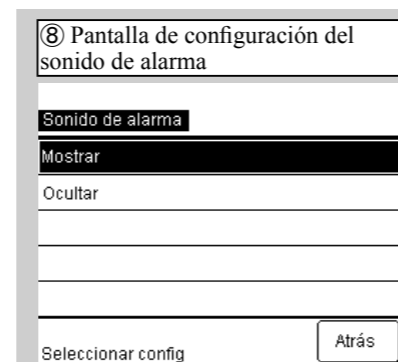 ⑧ Pantalla de configuración del
sonido de alarma
Sonido de alarma
Mostrar
Ocultar
Seleccionar config
Atrás